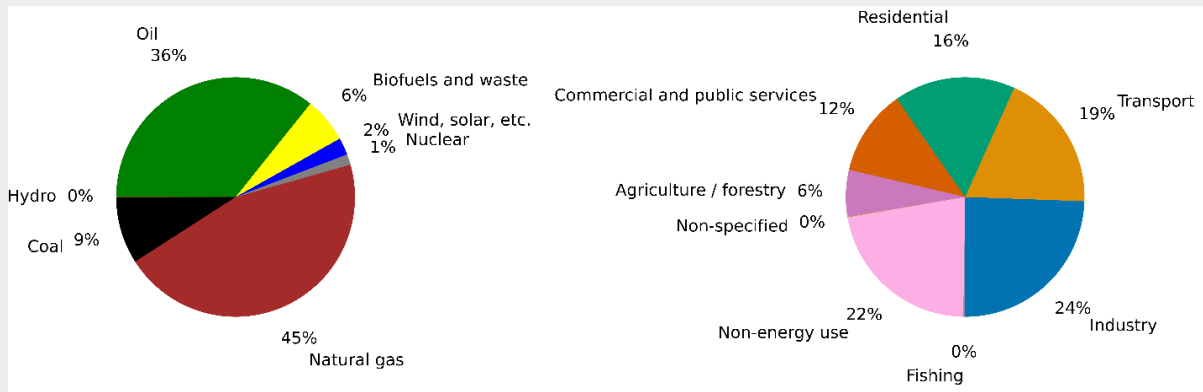 Oil
36%
Biofuels and waste
6%
Wind, solar, etc.
2%
Nuclear
1%
Hydro 0%
Coal 9%
45%
Natural gas
Residential
16%
Transport
19%
Commercial and public services
12%
Agriculture / forestry 6%
Non-specified 0%
22%
Non-energy use
24%
Industry
0%
Fishing